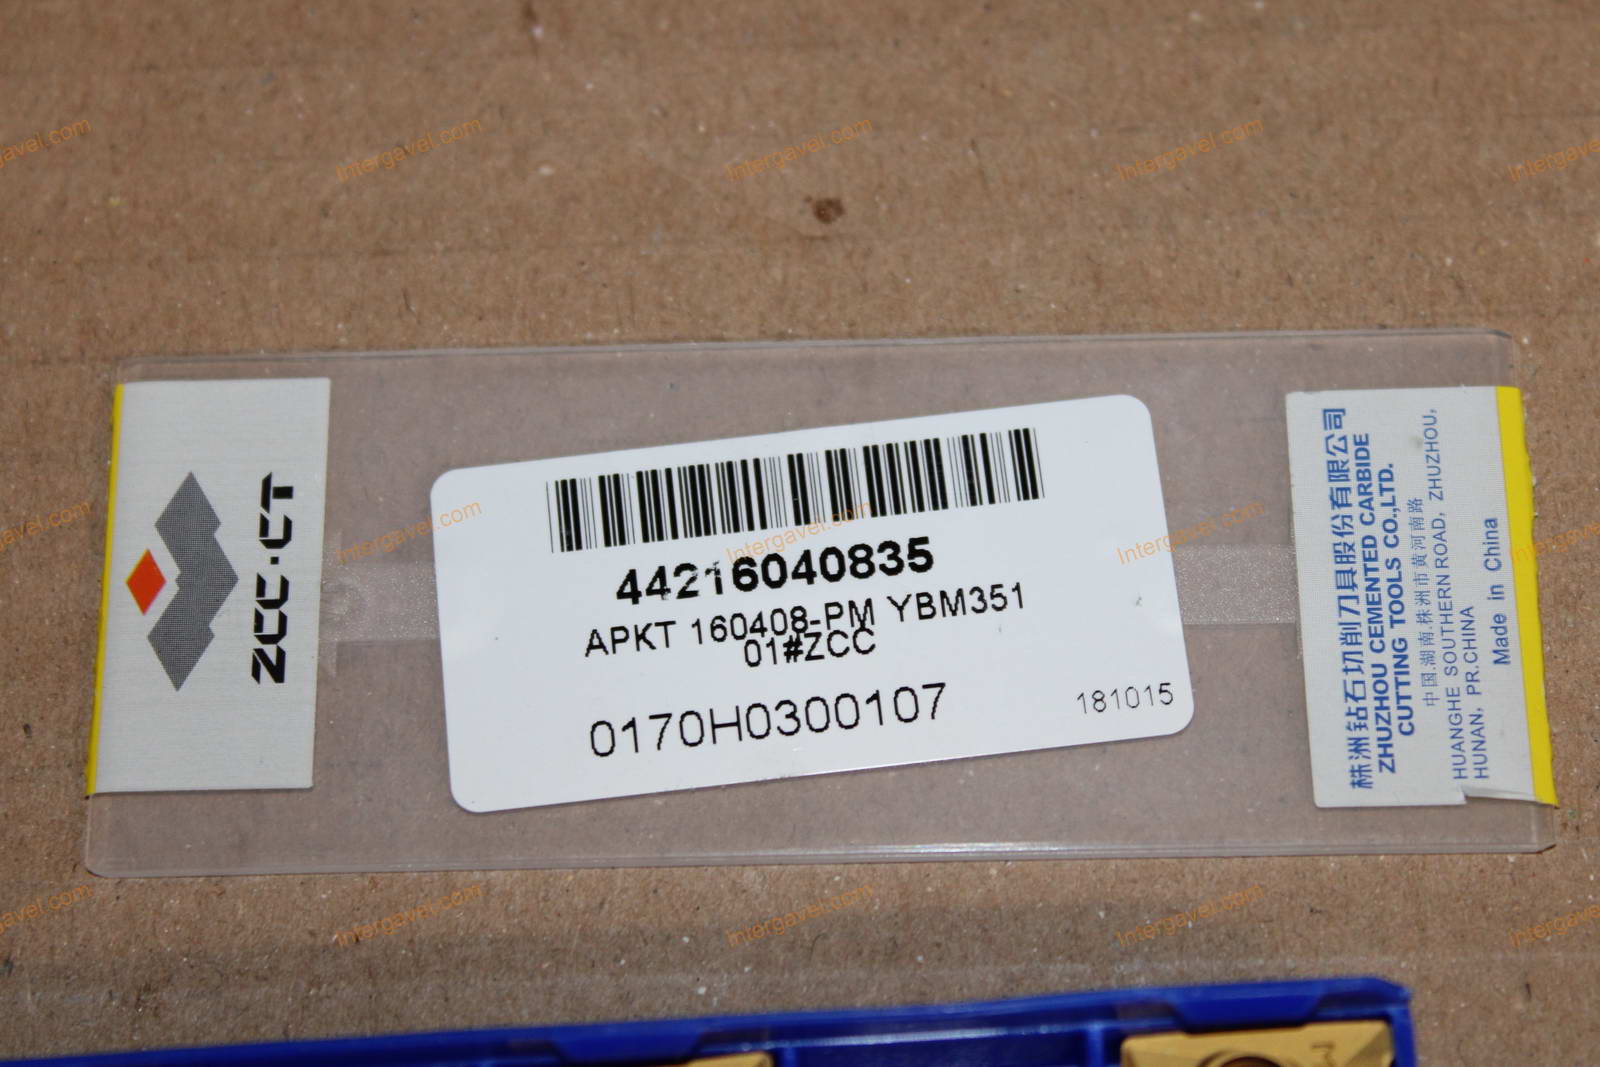 ZCC·CT
44216040835
APKT 160408-PM YBM351
01#ZCC
0170H0300107
181015
株洲钻石切削刀具股份有限公司
ZHUZHOU CEMENTED CARBIDE
CUTTING TOOLS CO.,LTD.
中国.湖南.株洲市黄河南路
HUANGHE SOUTHERN ROAD, ZHUZHOU,
HUNAN, PR.CHINA
Made in China
Intergavel.com